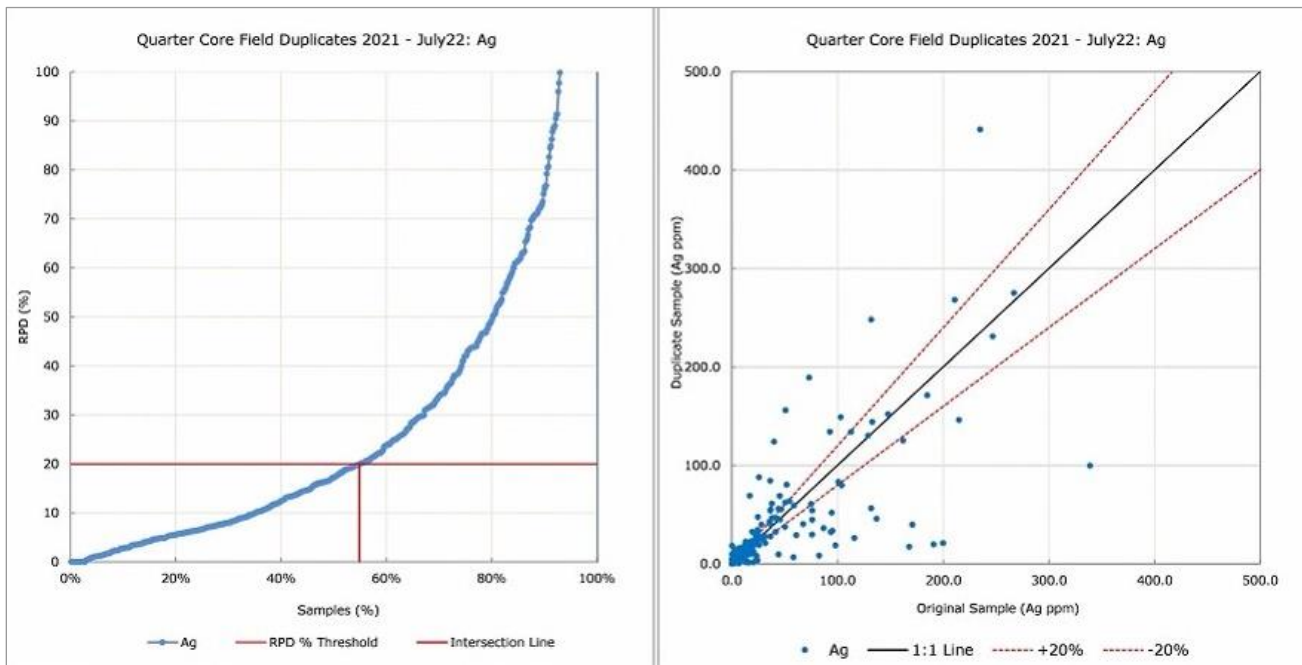 Quarter Core Field Duplicates 2021 - July22: Ag
100
90
80
70
60
50
40
30
20
10
0
RPD (%)
0%
20%
40%
60%
80%
100%
Samples (%)
Ag
RPD % Threshold
Intersection Line
Quarter Core Field Duplicates 2021 - July22: Ag
500.0
400.0
300.0
200.0
100.0
0.0
Duplicate Sample (Ag ppm)
0.0
100.0
200.0
300.0
400.0
500.0
Original Sample (Ag ppm)
Ag
1:1 Line
+20%
-20%